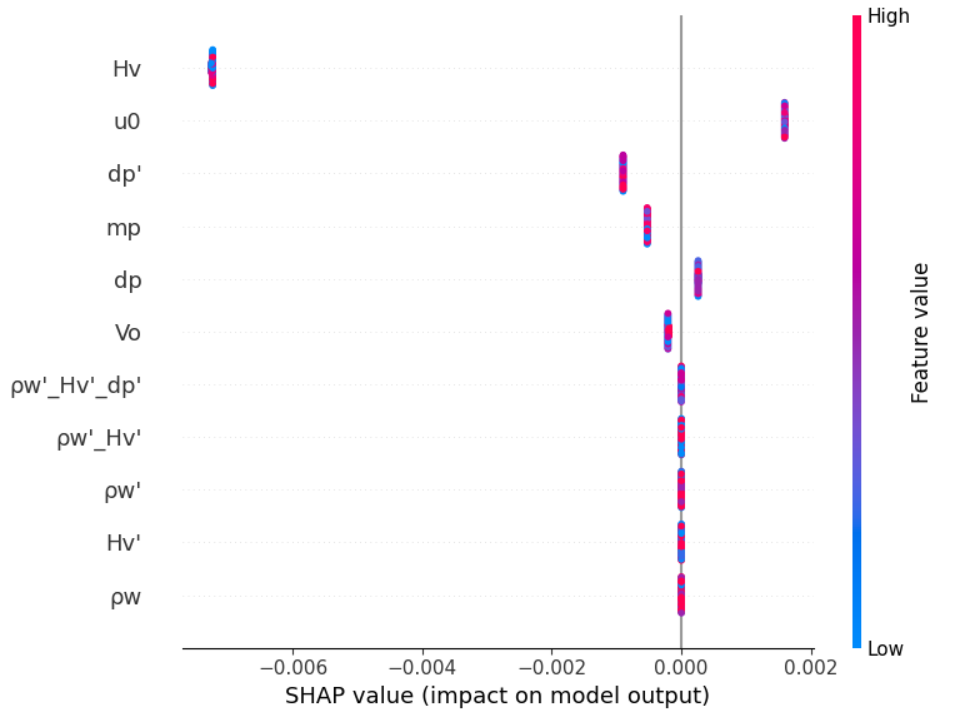 High
Hv
u0
dp'
mp
dp
Vo
ρw'_Hv'_dp'
ρw'_Hv'
ρw'
Hv'
ρw
Feature value
Low
−0.006 −0.004 −0.002 0.000 0.002
SHAP value (impact on model output)